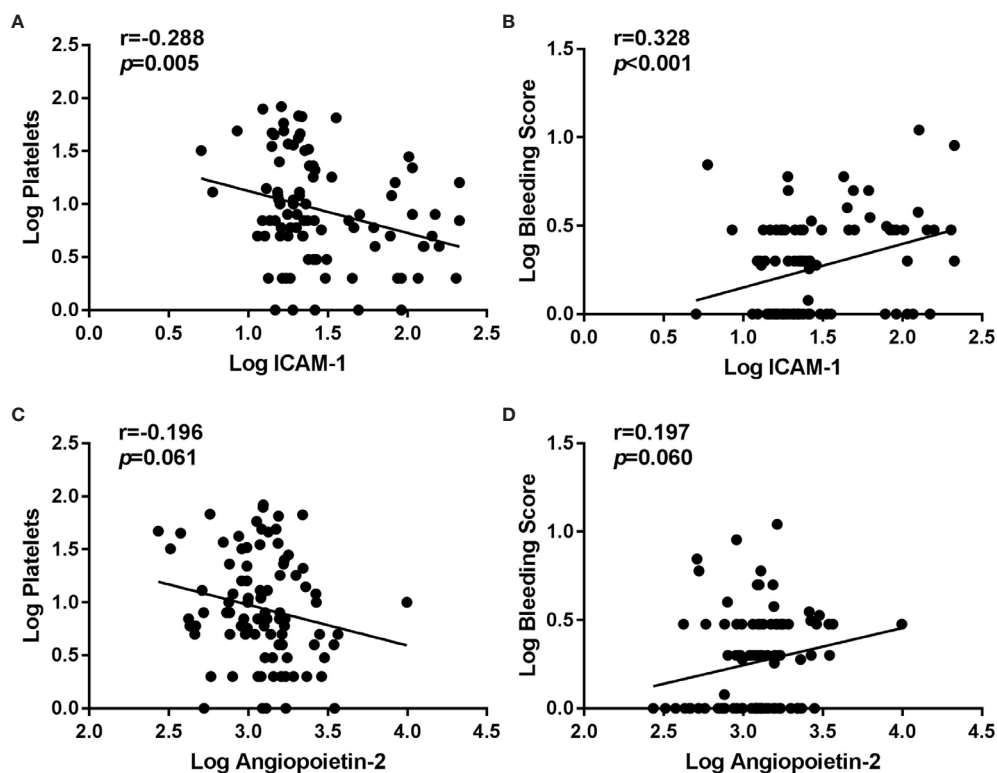 A
r=-0.288
p=0.005
Log Platelets
2.5
2.0
1.5
1.0
0.5
0.0
0.0 0.5 1.0 1.5 2.0 2.5
Log ICAM-1
B
r=0.328
p<0.001
Log Bleeding Score
1.5
1.0
0.5
0.0
0.0 0.5 1.0 1.5 2.0 2.5
Log ICAM-1
C
r=-0.196
p=0.061
Log Platelets
2.5
2.0
1.5
1.0
0.5
0.0
2.0 2.5 3.0 3.5 4.0 4.5
Log Angiopoietin-2
D
r=0.197
p=0.060
Log Bleeding Score
1.5
1.0
0.5
0.0
2.0 2.5 3.0 3.5 4.0 4.5
Log Angiopoietin-2